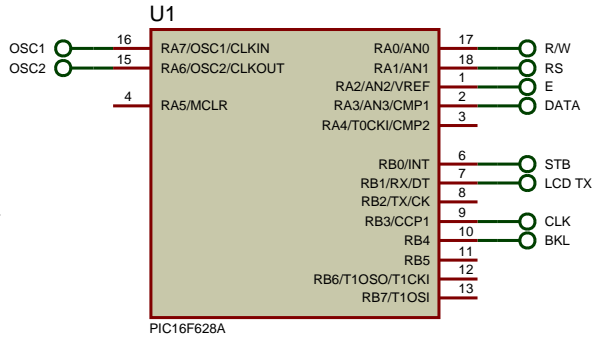 U1
OSC1 16 RA7/OSC1/CLKIN RA0/AN0 17 R/W
OSC2 15 RA6/OSC2/CLKOUT RA1/AN1 18 RS
RA2/AN2/VREF 1 E
4 RA5/MCLR RA3/AN3/CMP1 2 DATA
RA4/T0CKI/CMP2 3
RB0/INT 6 STB
RB1/RX/DT 7 LCD TX
RB2/TX/CK 8
RB3/CCP1 9 CLK
RB4 10 BKL
RB5 11
RB6/T1OSO/T1CKI 12
RB7/T1OSI 13
PIC16F628A